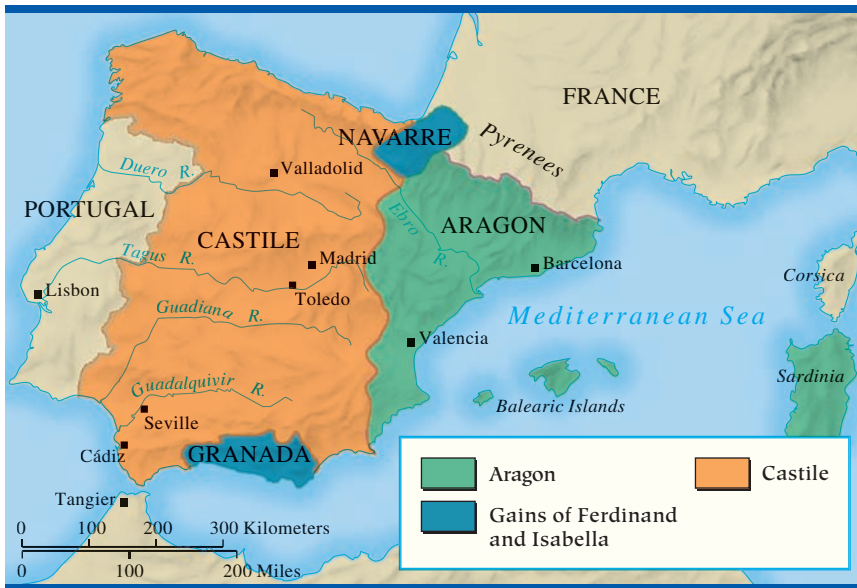 FRANCE
NAVARRE
Pyrenees
Duero R.
Valladolid
PORTUGAL
Ebro R.
ARAGON
CASTILE
Tagus R.
Madrid
Barcelona
Corsica
Lisbon
Toledo
Guadiana R.
Mediterranean Sea
Valencia
Guadalquivir R.
Sardinia
Seville
Balearic Islands
Cádiz
GRANADA
Tangier
Aragon
Castile
Gains of Ferdinand
and Isabella
0 100 200 300 Kilometers
0 100 200 Miles